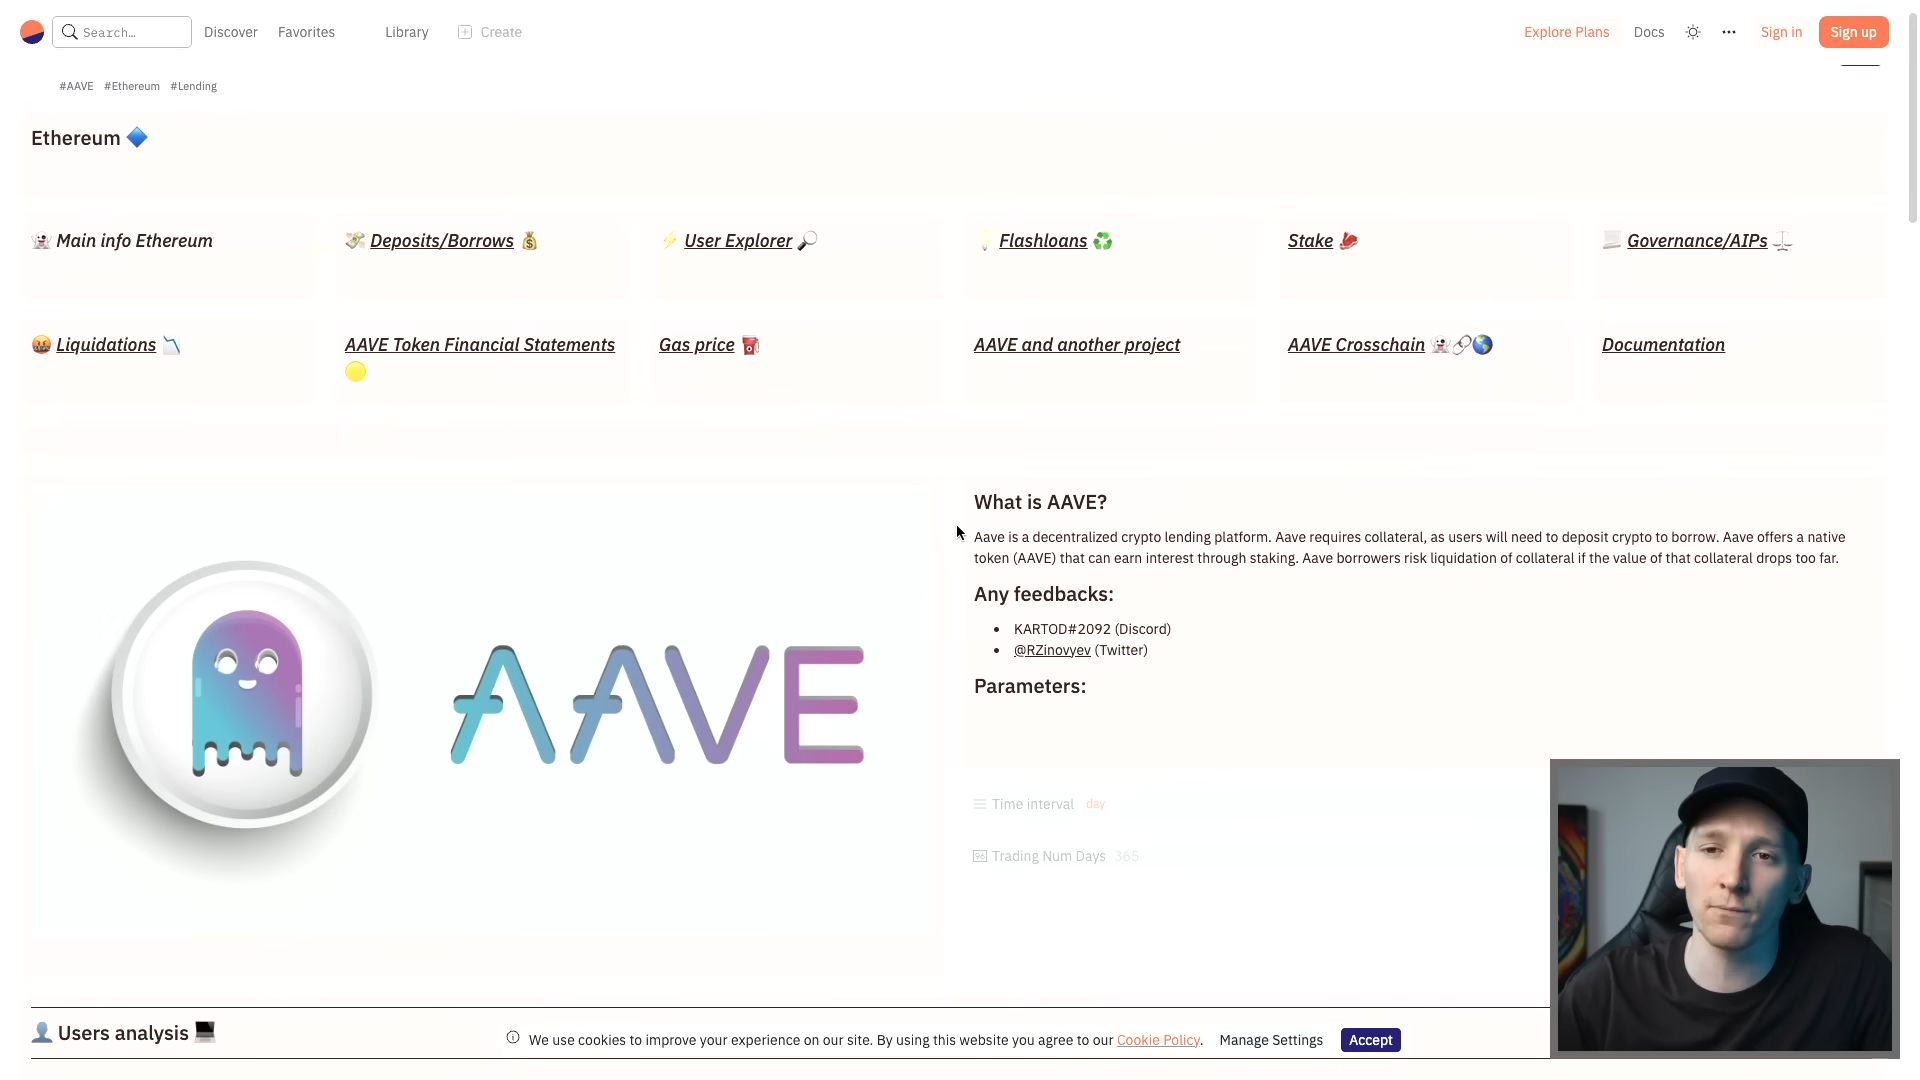 Search…
Discover
Favorites
Library
Create
Explore Plans
Docs
Sign in
Sign up
#AAVE #Ethereum #Lending
Ethereum 🔷
👻 Main info Ethereum
💸 Deposits/Borrows 💰
⚡ User Explorer 🔎
💡 Flashloans ♻️
Stake 🥩
📃 Governance/AIPs ⚖️
🤬 Liquidations 📉
AAVE Token Financial Statements
🟡
Gas price ⛽
AAVE and another project
AAVE Crosschain 👻🔗🌎
Documentation
AAVE
What is AAVE?
Aave is a decentralized crypto lending platform. Aave requires collateral, as users will need to deposit crypto to borrow. Aave offers a native
token (AAVE) that can earn interest through staking. Aave borrowers risk liquidation of collateral if the value of that collateral drops too far.
Any feedbacks:
• KARTOD#2092 (Discord)
• @RZinovyev (Twitter)
Parameters:
Time interval day
Trading Num Days 365
👤 Users analysis 💻
We use cookies to improve your experience on our site. By using this website you agree to our Cookie Policy.
Manage Settings
Accept